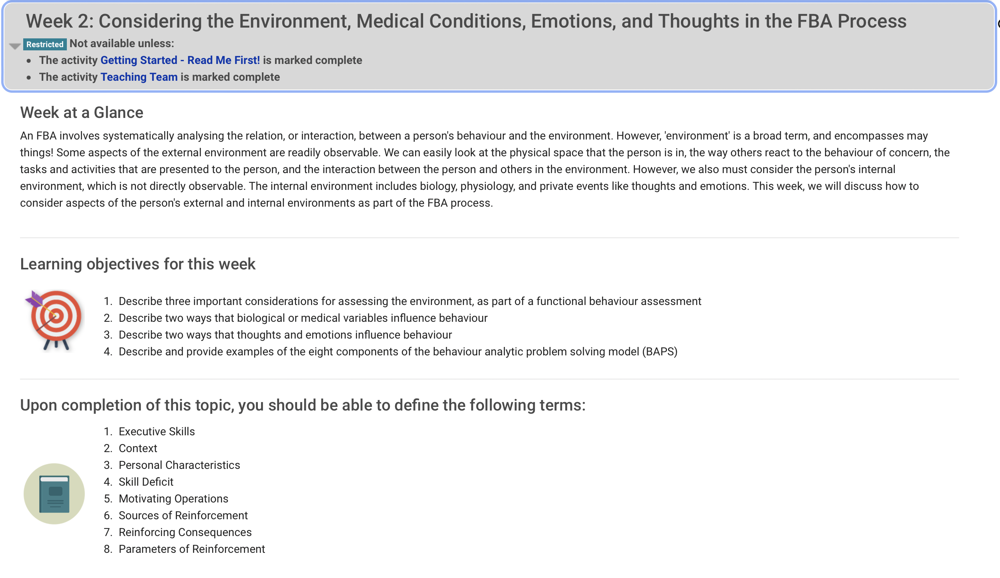 Week 2: Considering the Environment, Medical Conditions, Emotions, and Thoughts in the FBA Process
Restricted Not available unless:
• The activity Getting Started - Read Me First! is marked complete
• The activity Teaching Team is marked complete
Week at a Glance
An FBA involves systematically analysing the relation, or interaction, between a person's behaviour and the environment. However, 'environment' is a broad term, and encompasses may
things! Some aspects of the external environment are readily observable. We can easily look at the physical space that the person is in, the way others react to the behaviour of concern, the
tasks and activities that are presented to the person, and the interaction between the person and others in the environment. However, we also must consider the person's internal
environment, which is not directly observable. The internal environment includes biology, physiology, and private events like thoughts and emotions. This week, we will discuss how to
consider aspects of the person's external and internal environments as part of the FBA process.
Learning objectives for this week
1. Describe three important considerations for assessing the environment, as part of a functional behaviour assessment
2. Describe two ways that biological or medical variables influence behaviour
3. Describe two ways that thoughts and emotions influence behaviour
4. Describe and provide examples of the eight components of the behaviour analytic problem solving model (BAPS)
Upon completion of this topic, you should be able to define the following terms:
1. Executive Skills
2. Context
3. Personal Characteristics
4. Skill Deficit
5. Motivating Operations
6. Sources of Reinforcement
7. Reinforcing Consequences
8. Parameters of Reinforcement